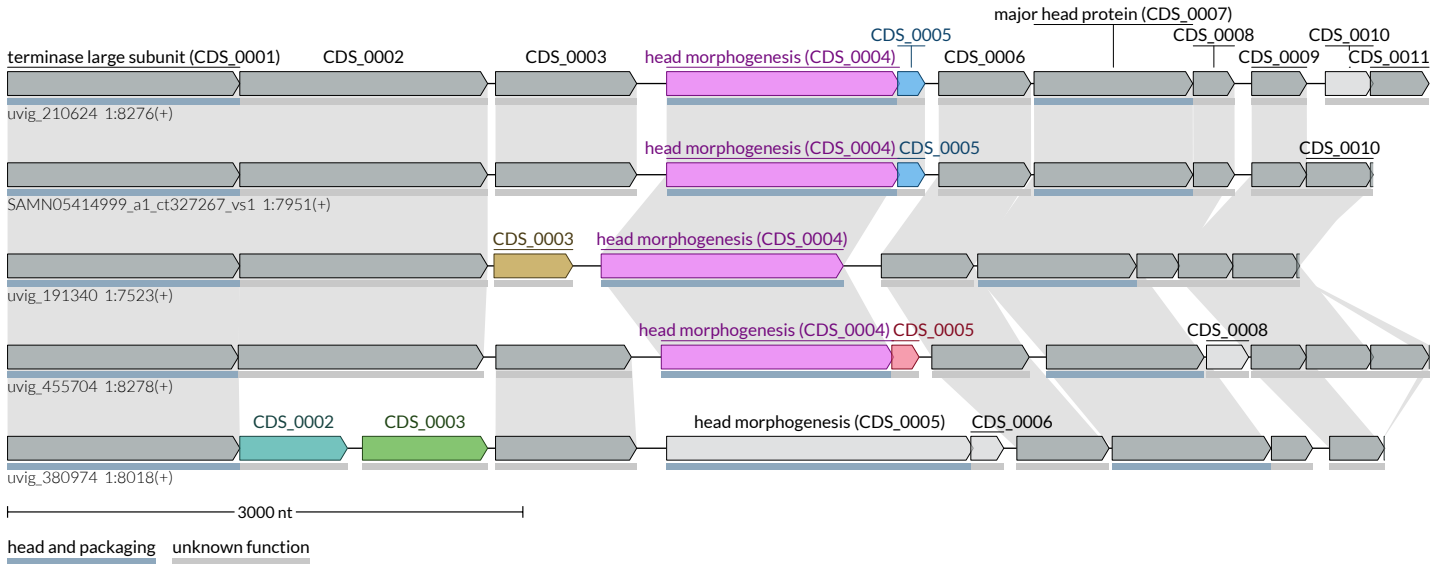 major head protein (CDS_0007)
CDS_0005 CDS_0008 CDS_0010
terminase large subunit (CDS_0001) CDS_0002 CDS_0003 head morphogenesis (CDS_0004) CDS_0006 CDS_0009 CDS_0011
uvig_210624 1:8276(+)
head morphogenesis (CDS_0004) CDS_0005 CDS_0010
SAMN05414999_a1_ct327267_vs1 1:7951(+)
CDS_0003 head morphogenesis (CDS_0004)
uvig_191340 1:7523(+)
head morphogenesis (CDS_0004) CDS_0005 CDS_0008
uvig_455704 1:8278(+)
CDS_0002 CDS_0003 head morphogenesis (CDS_0005) CDS_0006
uvig_380974 1:8018(+)
3000 nt
head and packaging unknown function